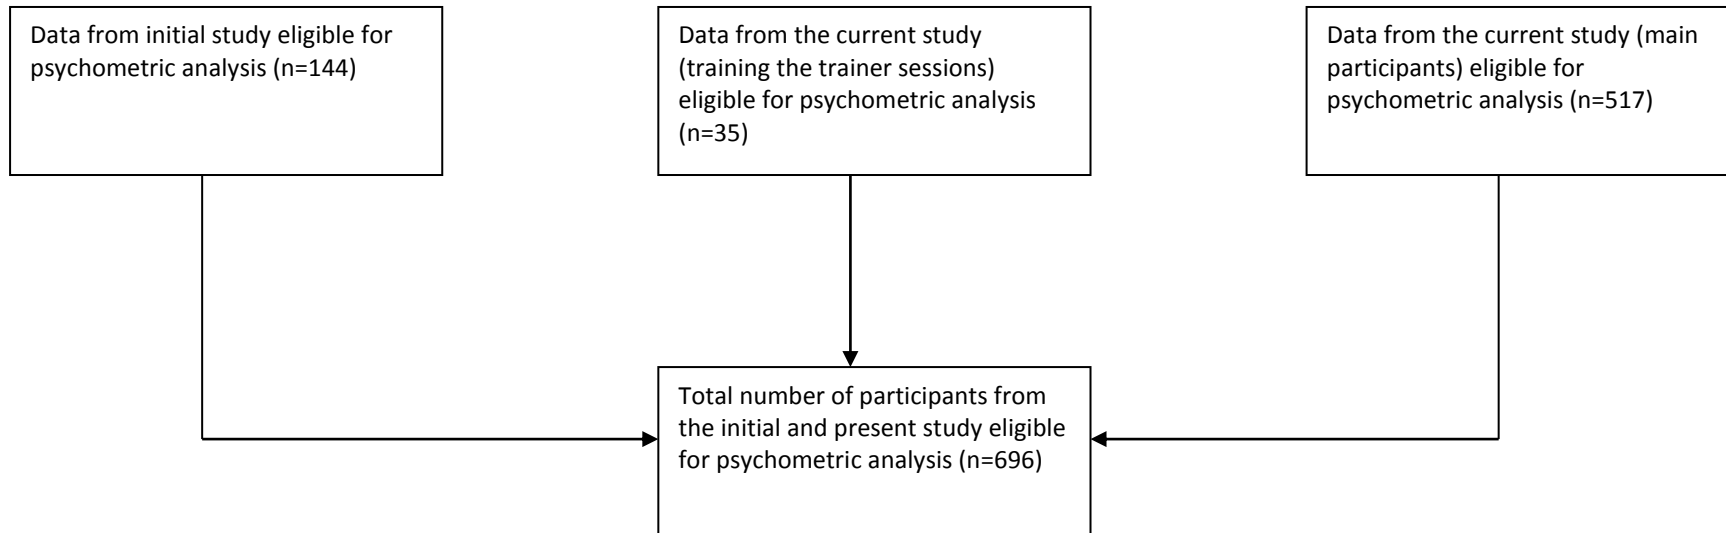 Data from initial study eligible for
psychometric analysis (n=144)
Data from the current study
(training the trainer sessions)
eligible for psychometric analysis
(n=35)
Data from the current study (main
participants) eligible for
psychometric analysis (n=517)
Total number of participants from
the initial and present study eligible
for psychometric analysis (n=696)